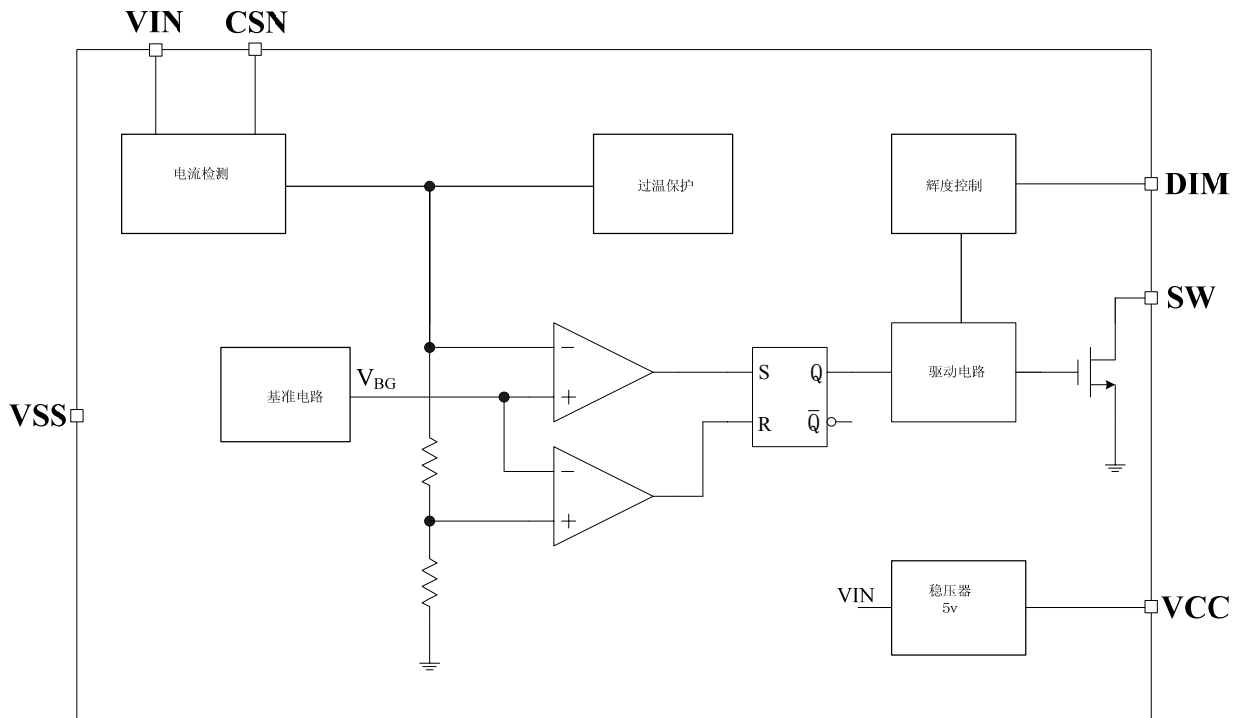 VIN
CSN
电流检测
过温保护
辉度控制
DIM
SW
基准电路
VBG
驱动电路
S
Q
R
Q̅
VSS
−
+
−
+
稳压器
5v
VIN
VCC